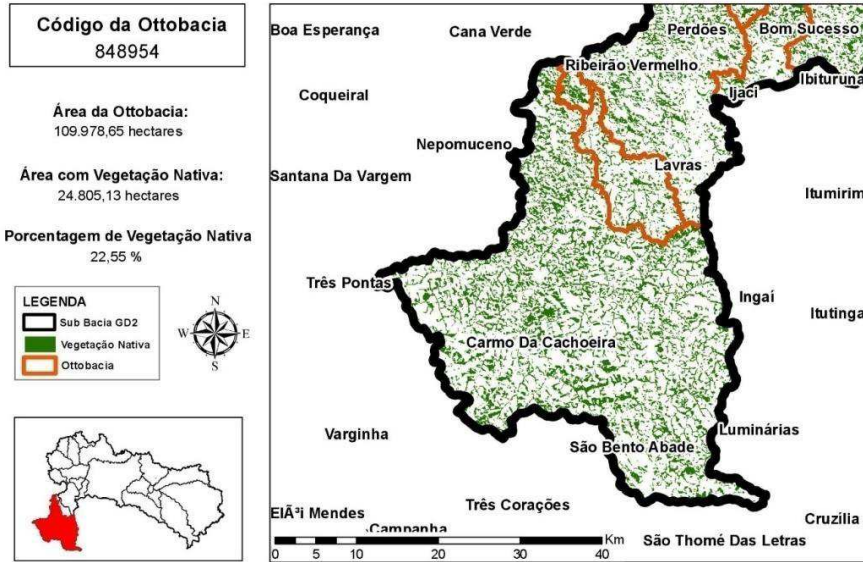 Código da Ottobacia
848954
Área da Ottobacia:
109.978,65 hectares
Área com Vegetação Nativa:
24.805,13 hectares
Porcentagem de Vegetação Nativa
22,55 %
LEGENDA
Sub Bacia GD2
Vegetação Nativa
Ottobacia
N
W
E
S
Boa Esperança
Cana Verde
Perdões
Bom Sucesso
Ribeirão Vermelho
Ibituruna
Ijaci
Coqueiral
Nepomuceno
Lavras
Santana Da Vargem
Itumirim
Três Pontas
Ingaí
Itutinga
Carmo Da Cachoeira
Varginha
Luminárias
São Bento Abade
Três Corações
ElÃ³i Mendes
Cruzília
Campanha
São Thomé Das Letras
Km
0 5 10 20 30 40